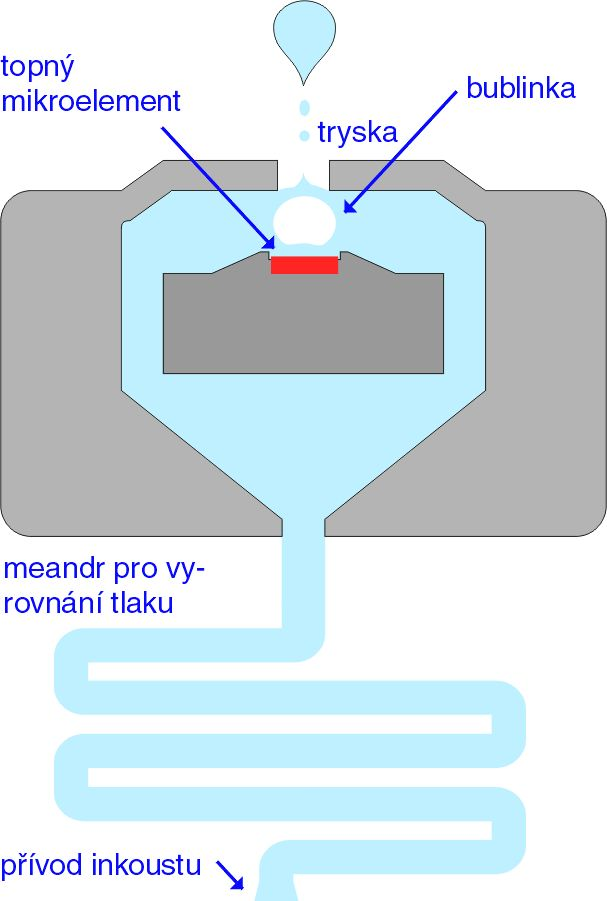 topný
mikroelement
bublinka
tryska
meandr pro vy-
rovnání tlaku
přívod inkoustu